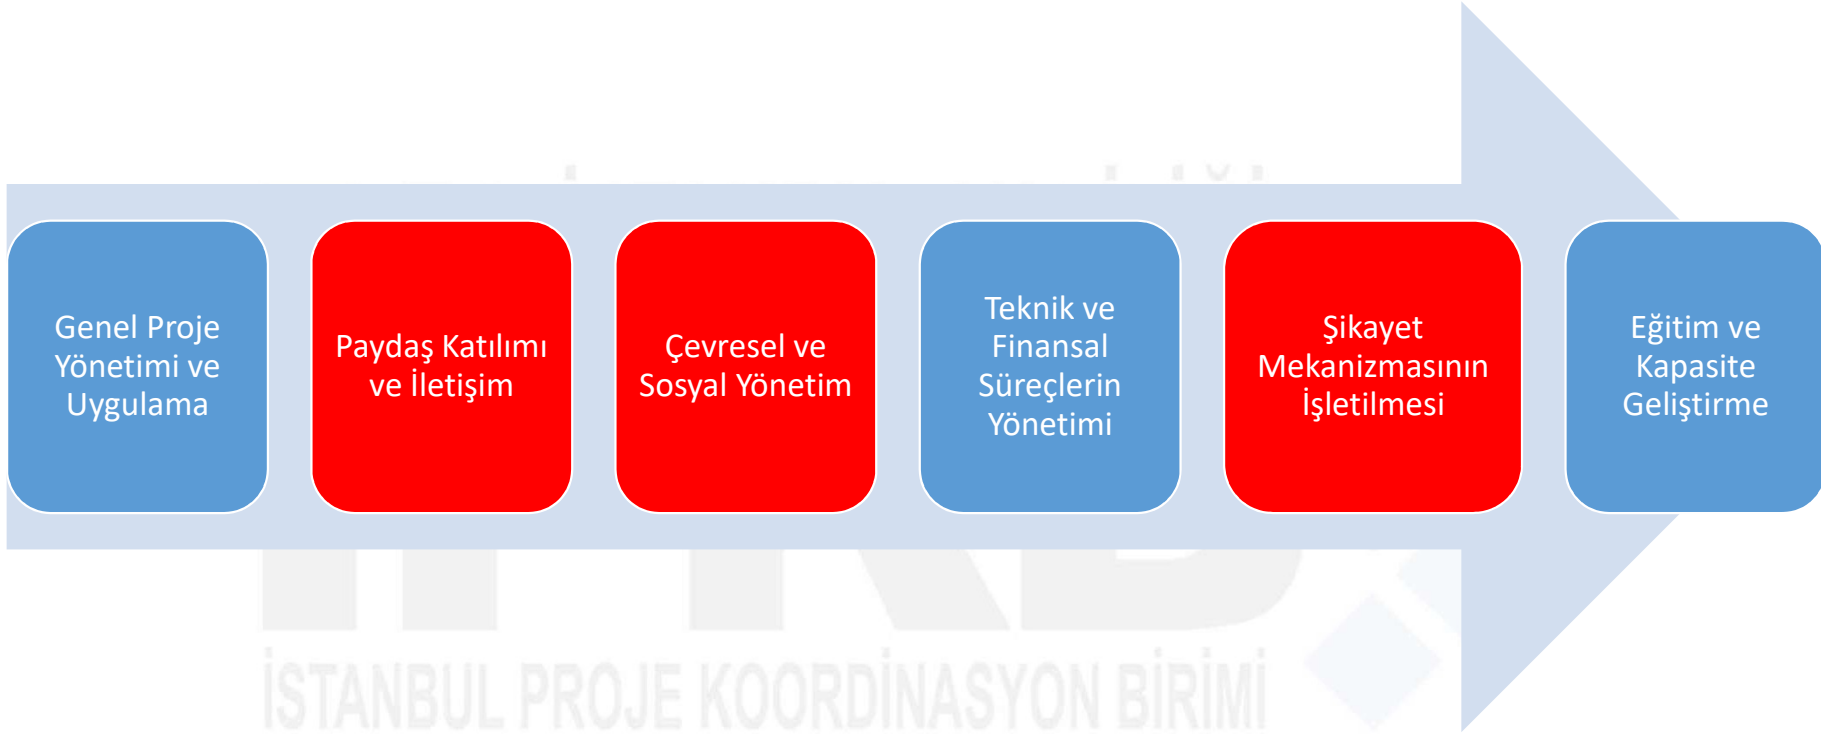 Genel Proje
Yönetimi ve
Uygulama
Paydaş Katılımı
ve İletişim
Çevresel ve
Sosyal Yönetim
Teknik ve
Finansal
Süreçlerin
Yönetimi
Şikayet
Mekanizmasının
İşletilmesi
Eğitim ve
Kapasite
Geliştirme
İSTANBUL PROJE KOORDİNASYON BİRİMİ